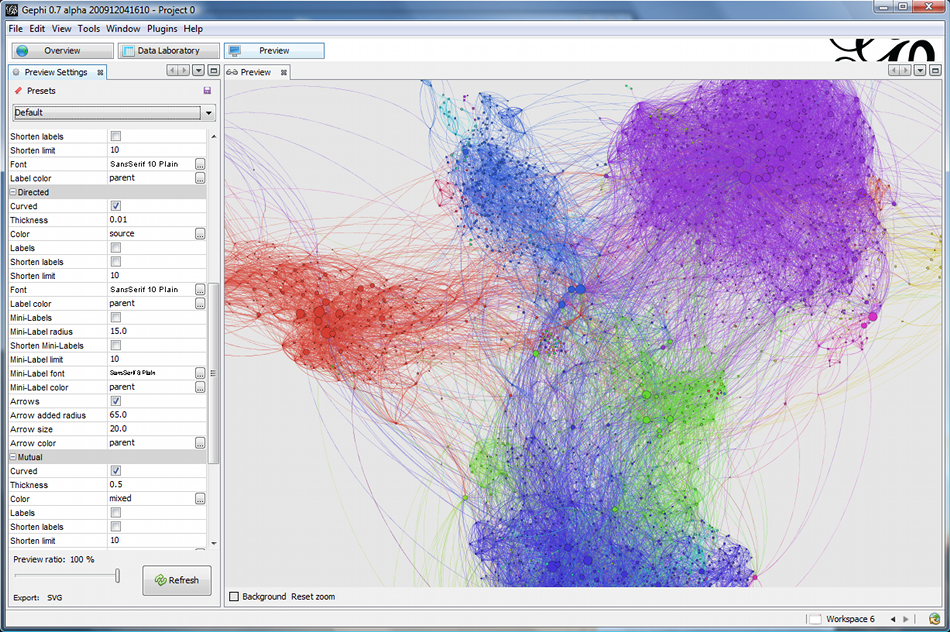 Gephi 0.7 alpha 200912041610 - Project 0
File Edit View Tools Window Plugins Help
Overview Data Laboratory Preview
Preview Settings
Preview
Presets
Default
Shorten labels
Shorten limit 10
Font SansSerif 10 Plain ...
Label color parent ...
Directed
Curved
Thickness 0.01
Color source ...
Labels
Shorten labels
Shorten limit 10
Font SansSerif 10 Plain ...
Label color parent ...
Mini-Labels
Mini-Label radius 15.0
Shorten Mini-Labels
Mini-Label limit 10
Mini-Label font SansSerif 8 Plain ...
Mini-Label color parent ...
Arrows
Arrow added radius 65.0
Arrow size 20.0
Arrow color parent ...
Mutual
Curved
Thickness 0.5
Color mixed ...
Labels
Shorten labels
Shorten limit 10
Preview ratio: 100 %
Refresh
Export: SVG
Background Reset zoom
Workspace 6